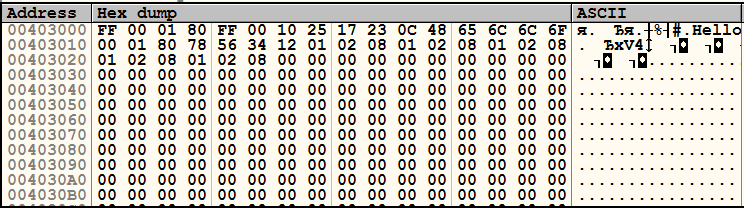 Address Hex dump ASCII
00403000 FF 00 01 80 FF 00 10 25 17 23 0C 48 65 6C 6C 6F я. Ъя. %#.Hello
00403010 00 01 80 78 56 34 12 01 02 08 01 02 08 01 02 08 . ЪxV4
00403020 01 02 08 01 02 08 00 00 00 00 00 00 00 00 00 00 ..........
00403030 00 00 00 00 00 00 00 00 00 00 00 00 00 00 00 00 ................
00403040 00 00 00 00 00 00 00 00 00 00 00 00 00 00 00 00 ................
00403050 00 00 00 00 00 00 00 00 00 00 00 00 00 00 00 00 ................
00403060 00 00 00 00 00 00 00 00 00 00 00 00 00 00 00 00 ................
00403070 00 00 00 00 00 00 00 00 00 00 00 00 00 00 00 00 ................
00403080 00 00 00 00 00 00 00 00 00 00 00 00 00 00 00 00 ................
00403090 00 00 00 00 00 00 00 00 00 00 00 00 00 00 00 00 ................
004030A0 00 00 00 00 00 00 00 00 00 00 00 00 00 00 00 00 ................
004030B0 00 00 00 00 00 00 00 00 00 00 00 00 00 00 00 00 ................